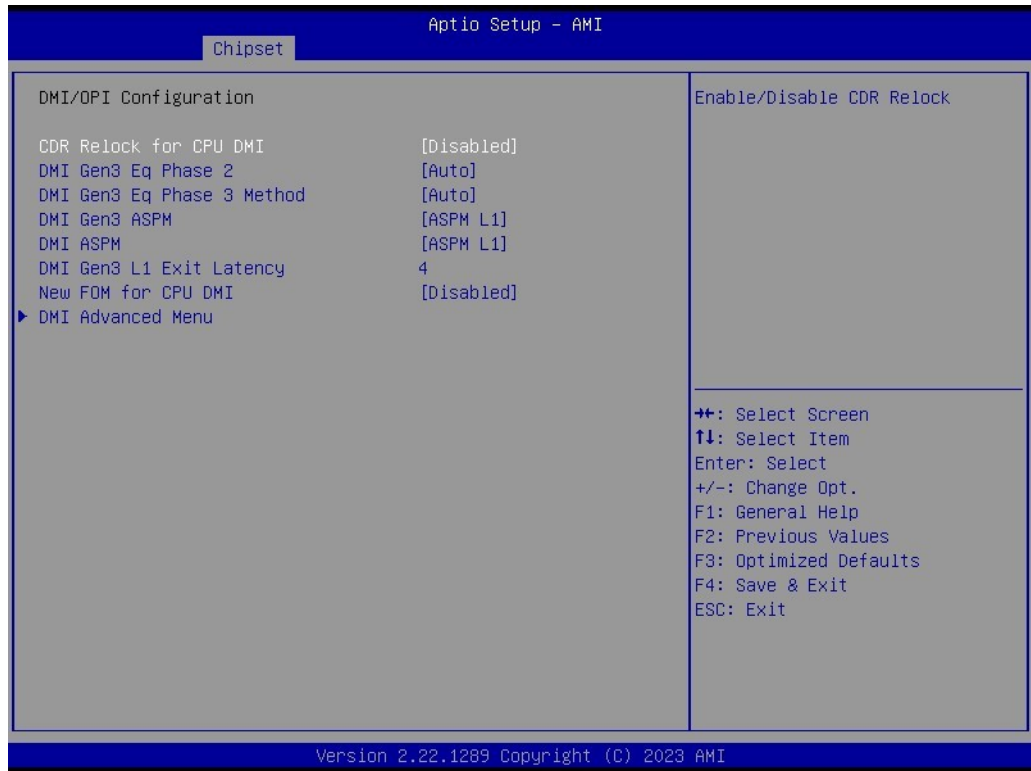 Aptio Setup – AMI
Chipset
DMI/OPI Configuration
CDR Relock for CPU DMI [Disabled]
DMI Gen3 Eq Phase 2 [Auto]
DMI Gen3 Eq Phase 3 Method [Auto]
DMI Gen3 ASPM [ASPM L1]
DMI ASPM [ASPM L1]
DMI Gen3 L1 Exit Latency 4
New FOM for CPU DMI [Disabled]
▶ DMI Advanced Menu
Enable/Disable CDR Relock
→←: Select Screen
↑↓: Select Item
Enter: Select
+/-: Change Opt.
F1: General Help
F2: Previous Values
F3: Optimized Defaults
F4: Save & Exit
ESC: Exit
Version 2.22.1289 Copyright (C) 2023 AMI